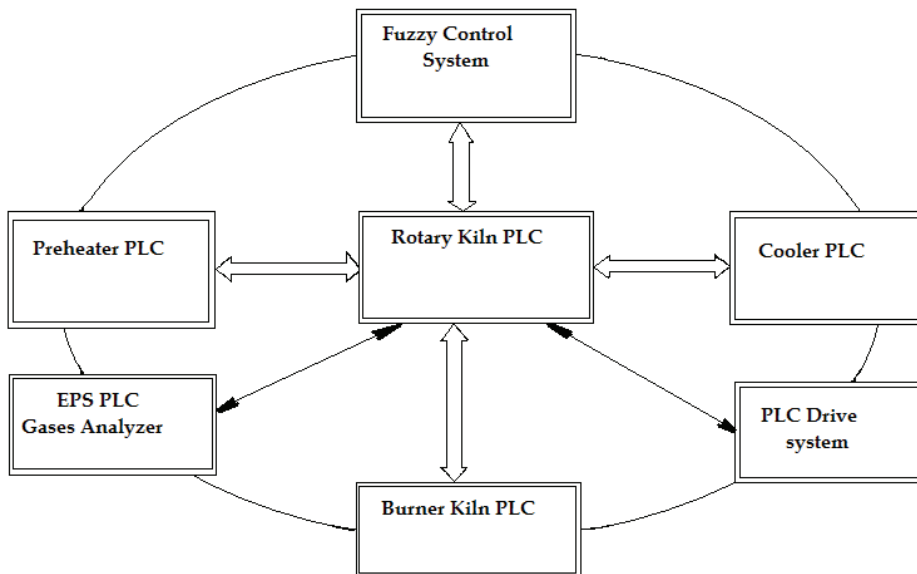 Fuzzy Control
System
Preheater PLC
Rotary Kiln PLC
Cooler PLC
EPS PLC
Gases Analyzer
PLC Drive
system
Burner Kiln PLC